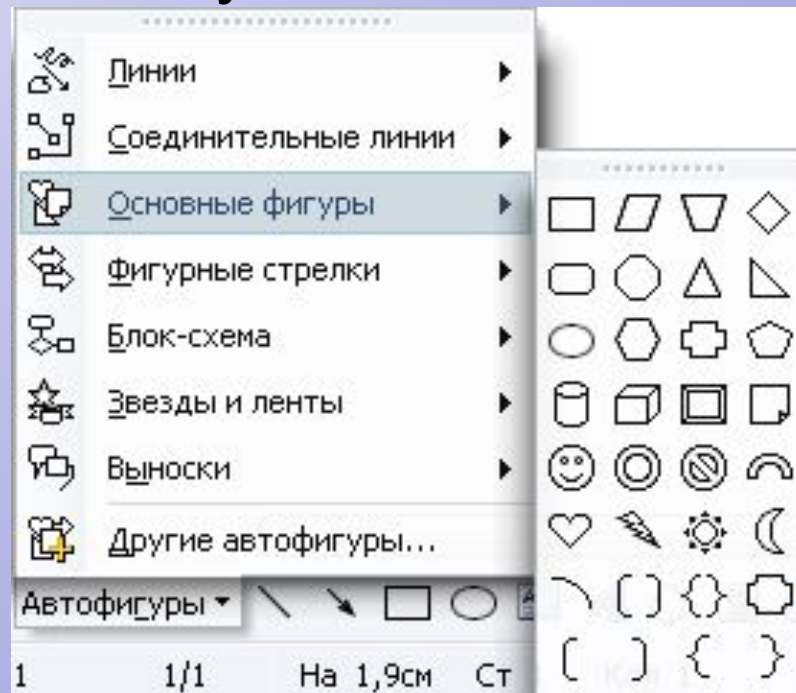 Линии
Соединительные линии
Основные фигуры
Фигурные стрелки
Блок-схема
Звезды и ленты
Выноски
Другие автофигуры...
Автофигуры
1 1/1 На 1,9см Ст